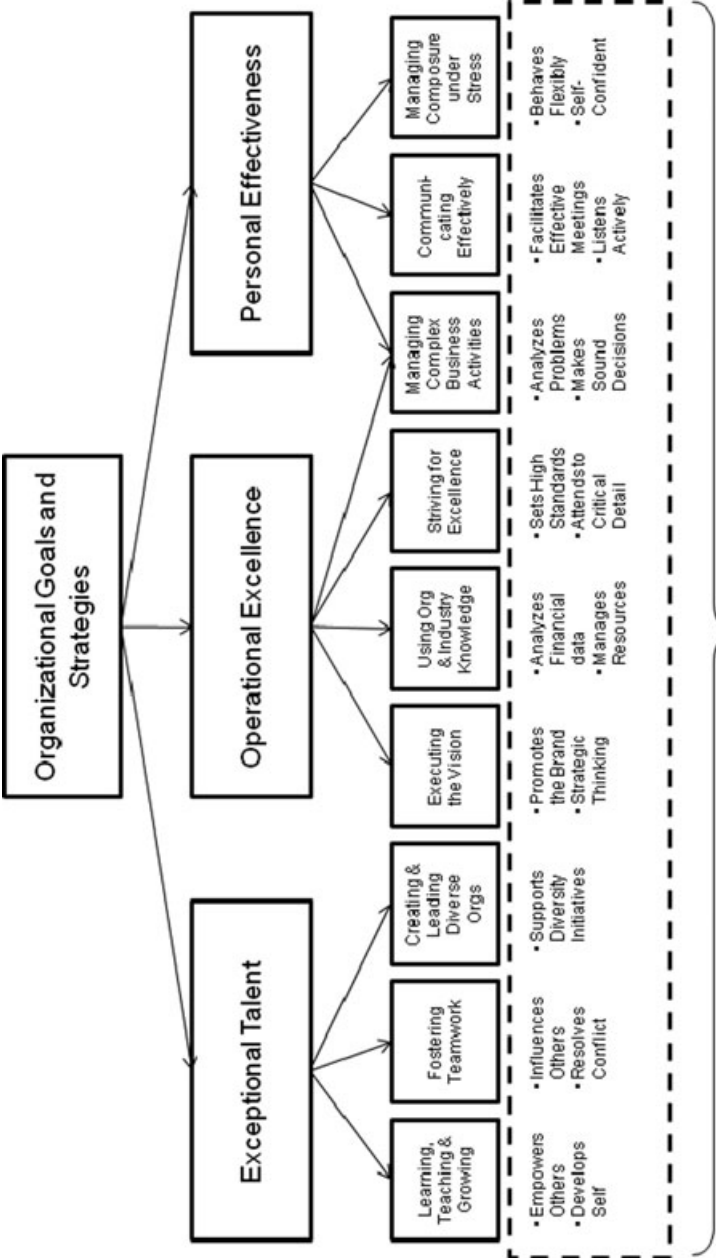 Organizational Goals and
Strategies
Exceptional Talent
Operational Excellence
Personal Effectiveness
Learning,
Teaching &
Growing
Fostering
Teamwork
Creating &
Leading
Diverse
Orgs
Executing
the Vision
Using Org
& Industry
Knowledge
Striving for
Excellence
Managing
Complex
Business
Activities
Communi-
cating
Effectively
Managing
Composure
under
Stress
▪ Empowers
Others
▪ Develops
Self
▪ Influences
Others
▪ Resolves
Conflict
▪ Supports
Diversity
Initiatives
▪ Promotes
the Brand
▪ Strategic
Thinking
▪ Analyzes
Financial
data
▪ Manages
Resources
▪ Sets High
Standards
▪ Attends to
Critical
Detail
▪ Analyzes
Problems
▪ Makes
Sound
Decisions
▪ Facilitates
Effective
Meetings
▪ Listens
Actively
▪ Behaves
Flexibly
▪ Self-
Confident